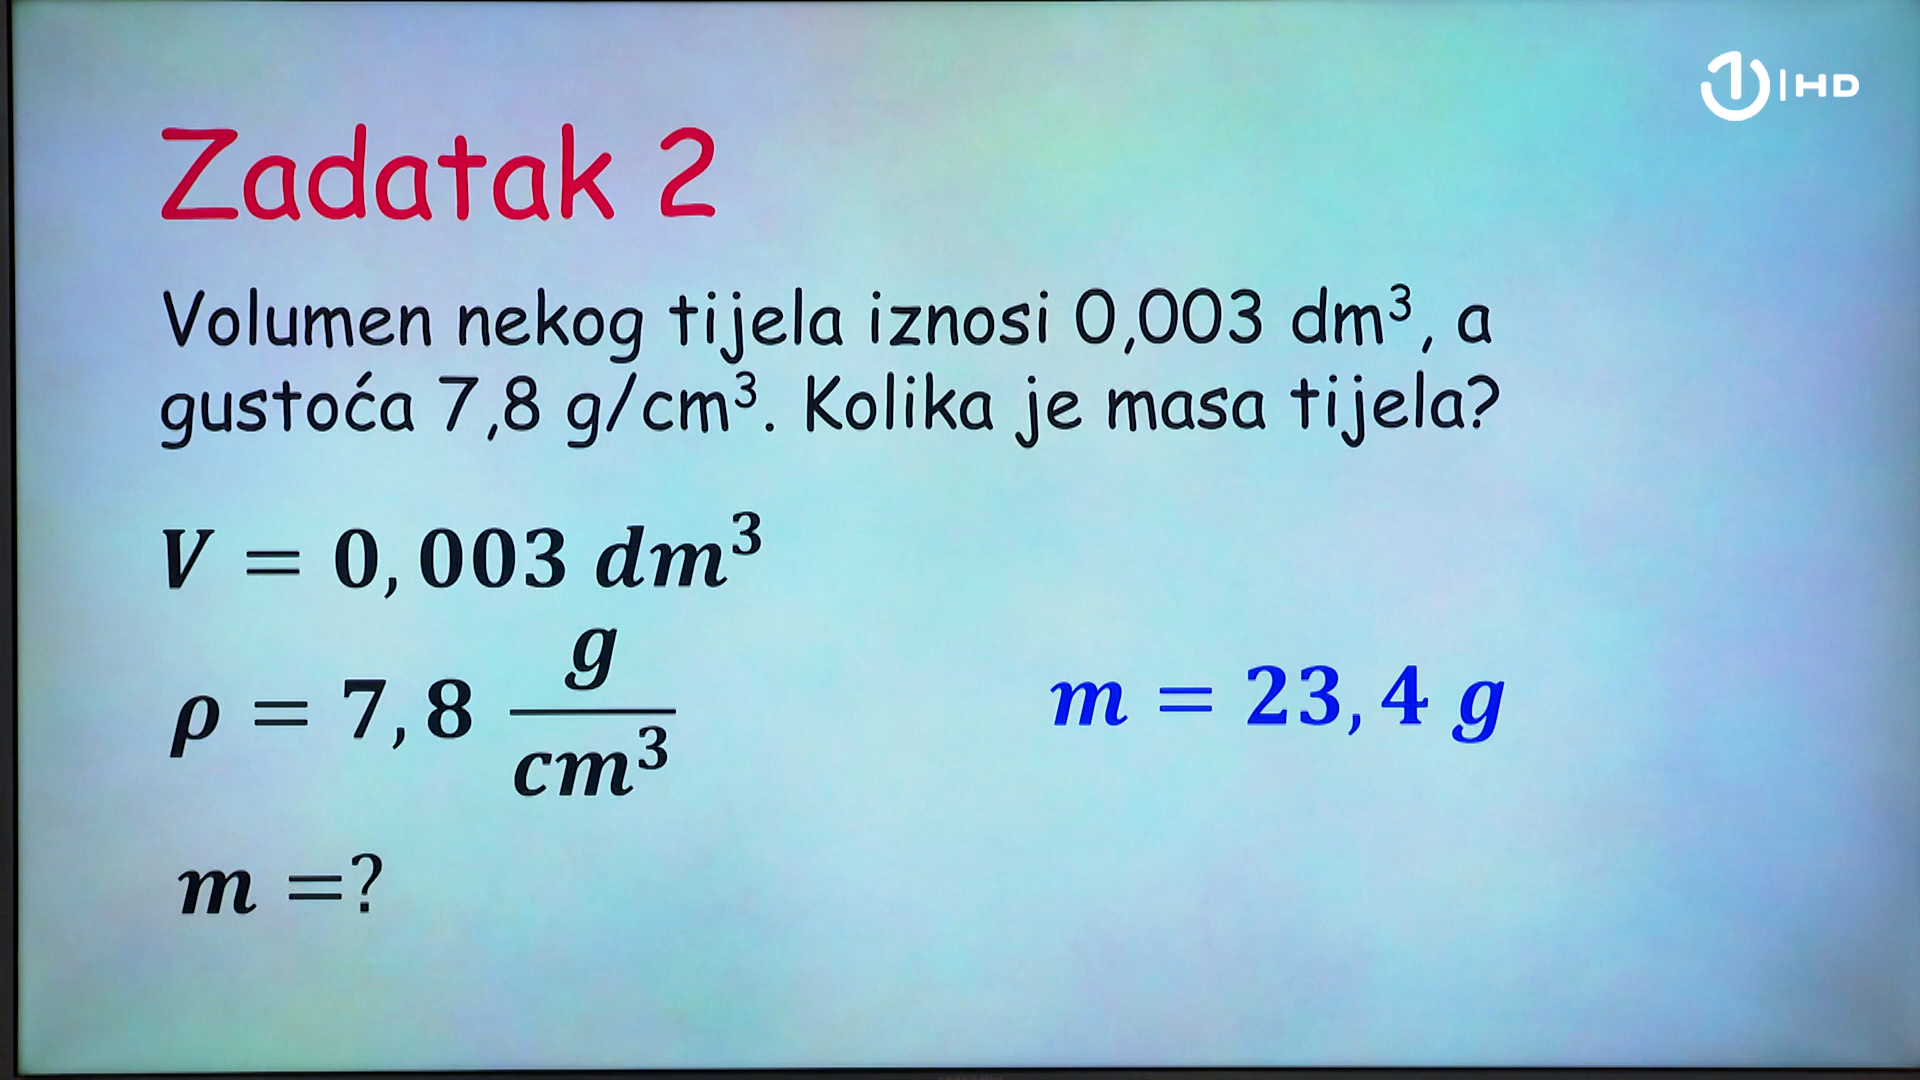 1 HD
Zadatak 2
Volumen nekog tijela iznosi 0,003 dm³, a
gustoća 7,8 g/cm³. Kolika je masa tijela?
V = 0,003 dm³
ρ = 7,8 g/cm³
m = 23,4 g
m =?